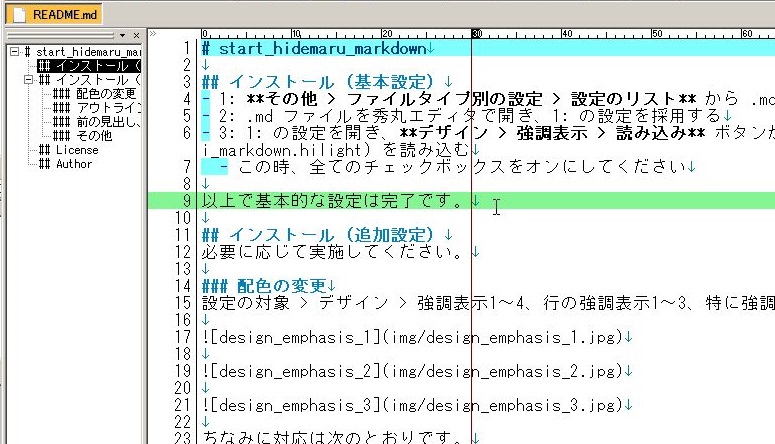 README.md
0 10 20 30 40 50 60
# start_hidemaru_mar
## インストール (
## インストール (
### 配色の変更
### アウトライン
### 前の見出し、
### その他
## License
## Author
1 # start_hidemaru_markdown↓
2 ↓
3 ## インストール (基本設定) ↓
4 - 1: **その他 > ファイルタイプ別の設定 > 設定のリスト** から .mc
5 - 2: .md ファイルを秀丸エディタで開き、1: の設定を採用する↓
6 - 3: 1: の設定を開き、**デザイン > 強調表示 > 読み込み** ボタンか
i_markdown.hilight) を読み込む↓
7 - この時、全てのチェックボックスをオンにしてください↓
8 ↓
9 以上で基本的な設定は完了です。↓
10 ↓
11 ## インストール (追加設定) ↓
12 必要に応じて実施してください。↓
13 ↓
14 ### 配色の変更↓
15 設定の対象 > デザイン > 強調表示1～4、行の強調表示1～3、特に強調
16 ↓
17 ![design_emphasis_1](img/design_emphasis_1.jpg)↓
18 ↓
19 ![design_emphasis_2](img/design_emphasis_2.jpg)↓
20 ↓
21 ![design_emphasis_3](img/design_emphasis_3.jpg)↓
22 ↓
23 ちなみに対応は次のとおりです。↓